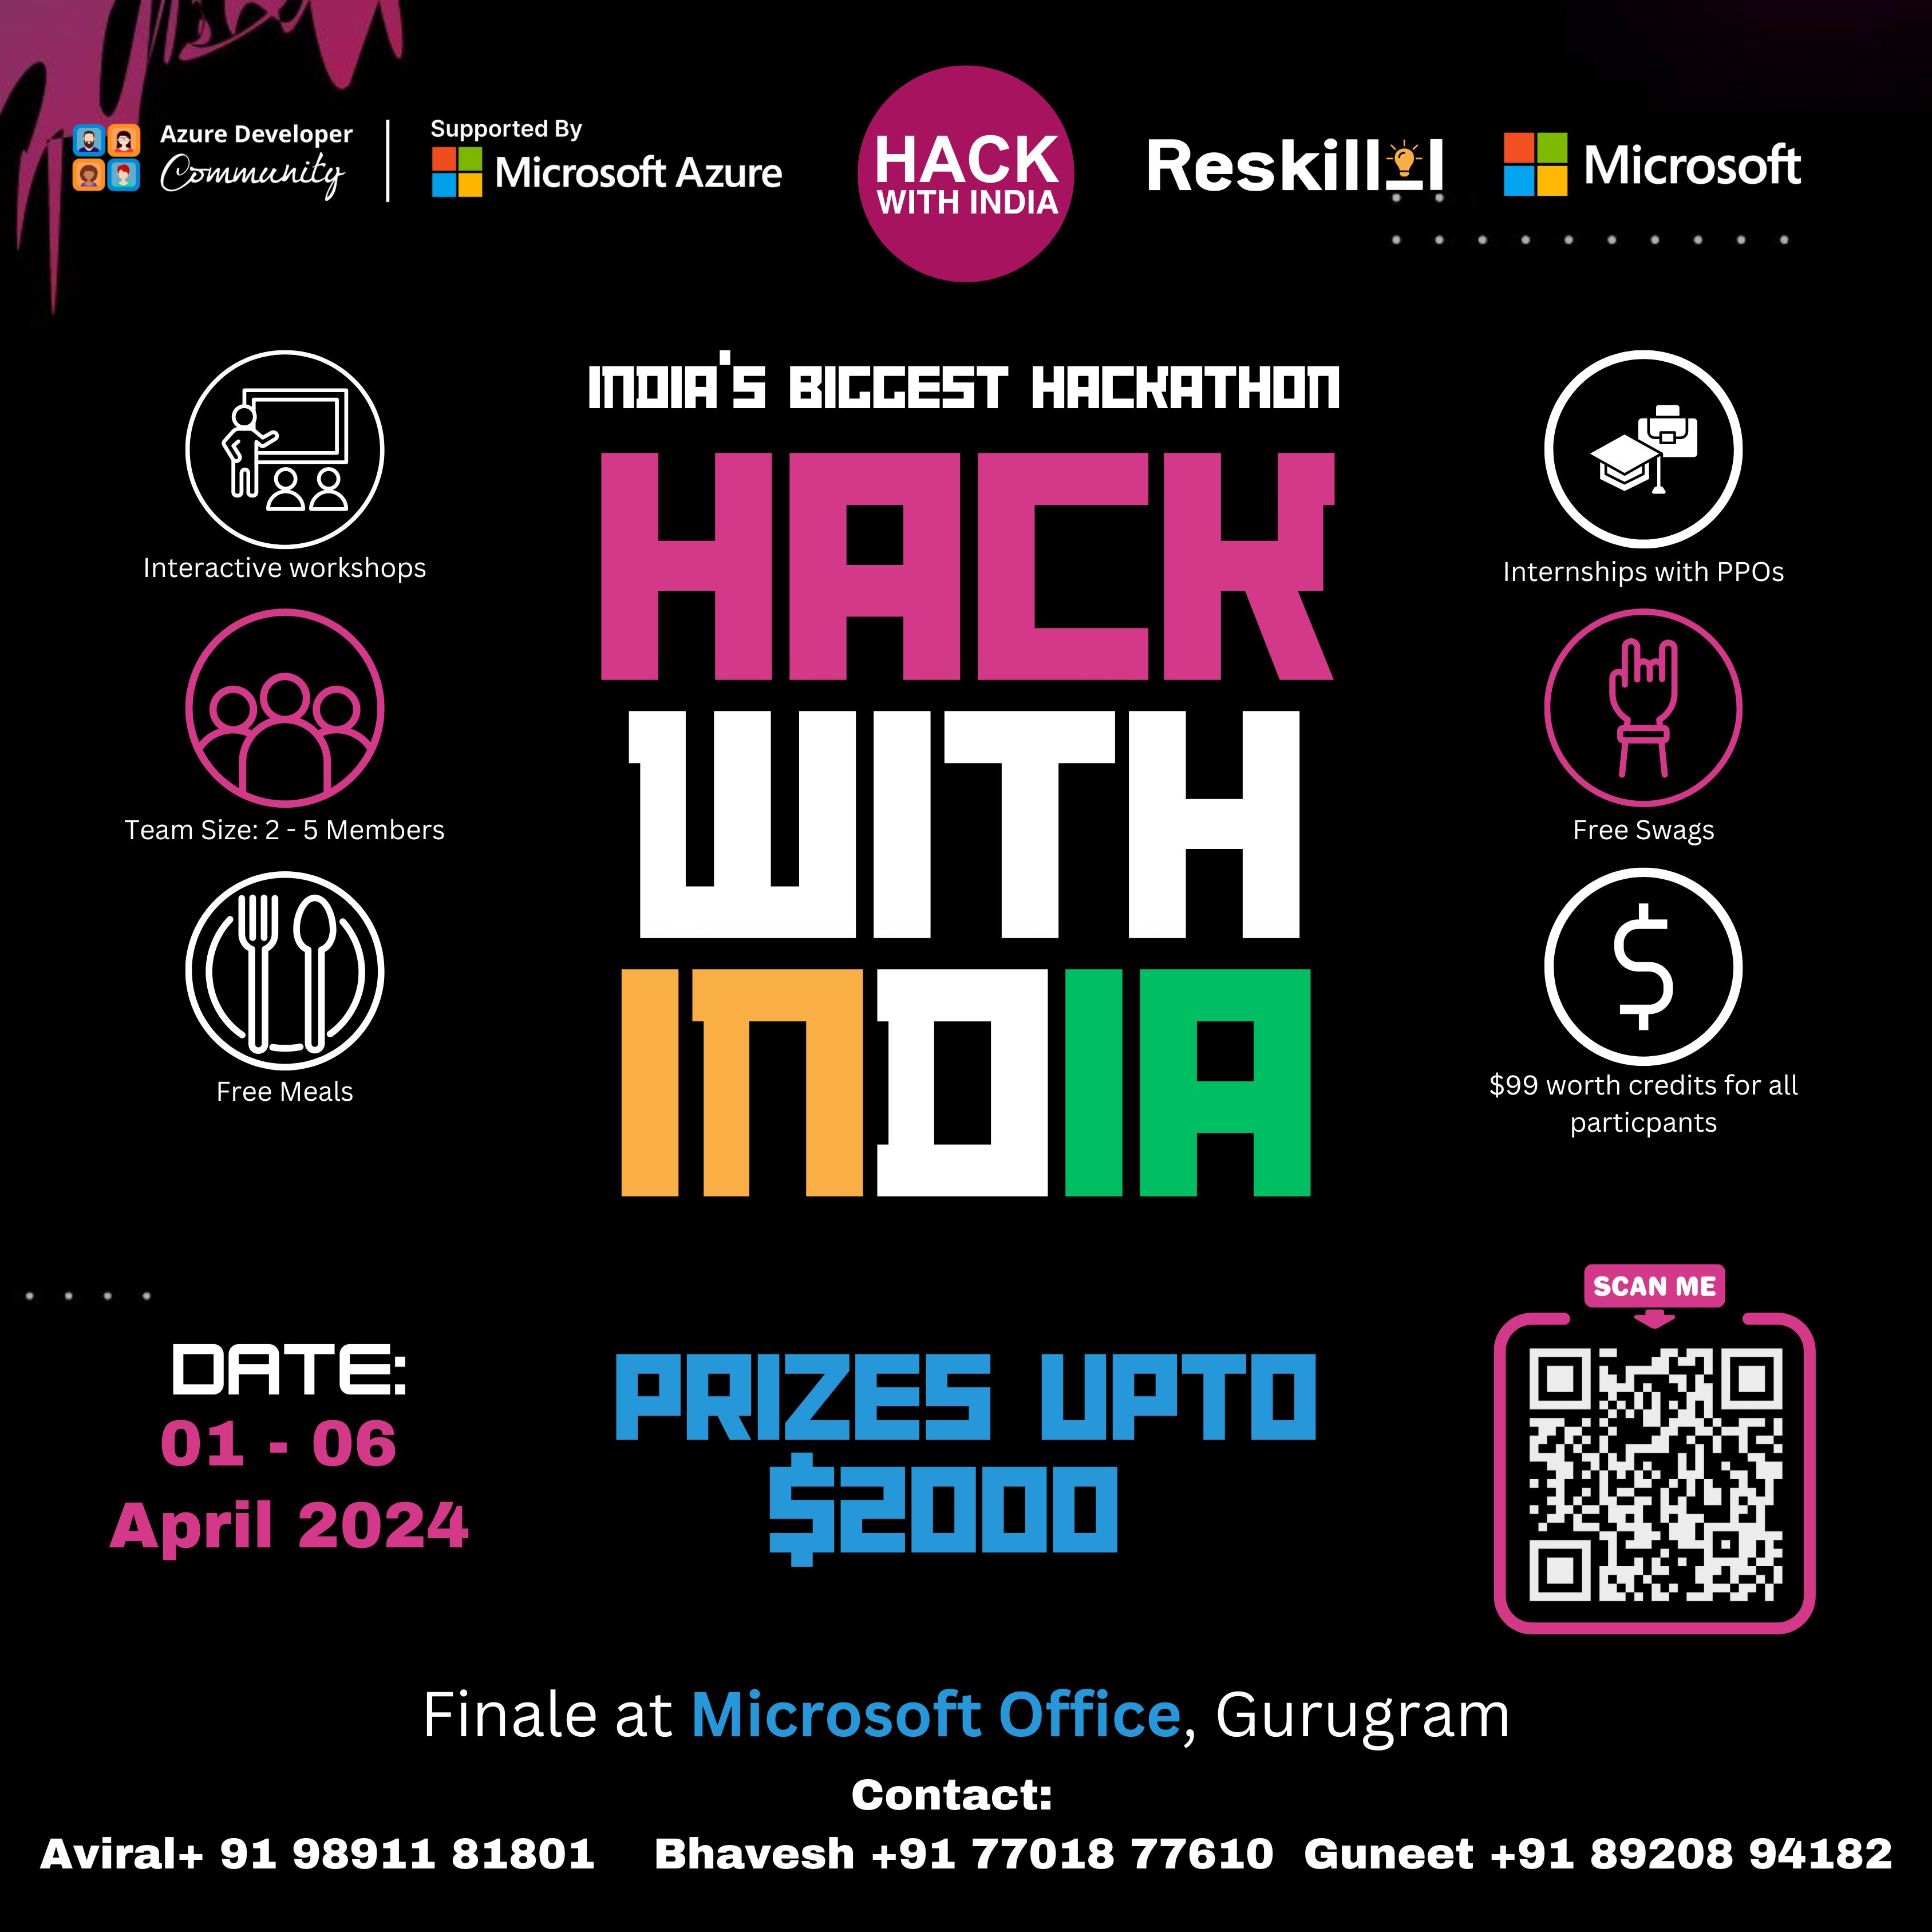 Azure Developer
Community
Supported By
Microsoft Azure
HACK
WITH INDIA
Reskilll
Microsoft
INDIA'S BIGGEST HACKATHON
HACK
WITH
INDIA
Interactive workshops
Team Size: 2 - 5 Members
Free Meals
Internships with PPOs
Free Swags
$99 worth credits for all
particpants
SCAN ME
DATE:
01 - 06
April 2024
PRIZES UPTO
$2000
Finale at Microsoft Office, Gurugram
Contact:
Aviral+ 91 98911 81801 Bhavesh +91 77018 77610 Guneet +91 89208 94182